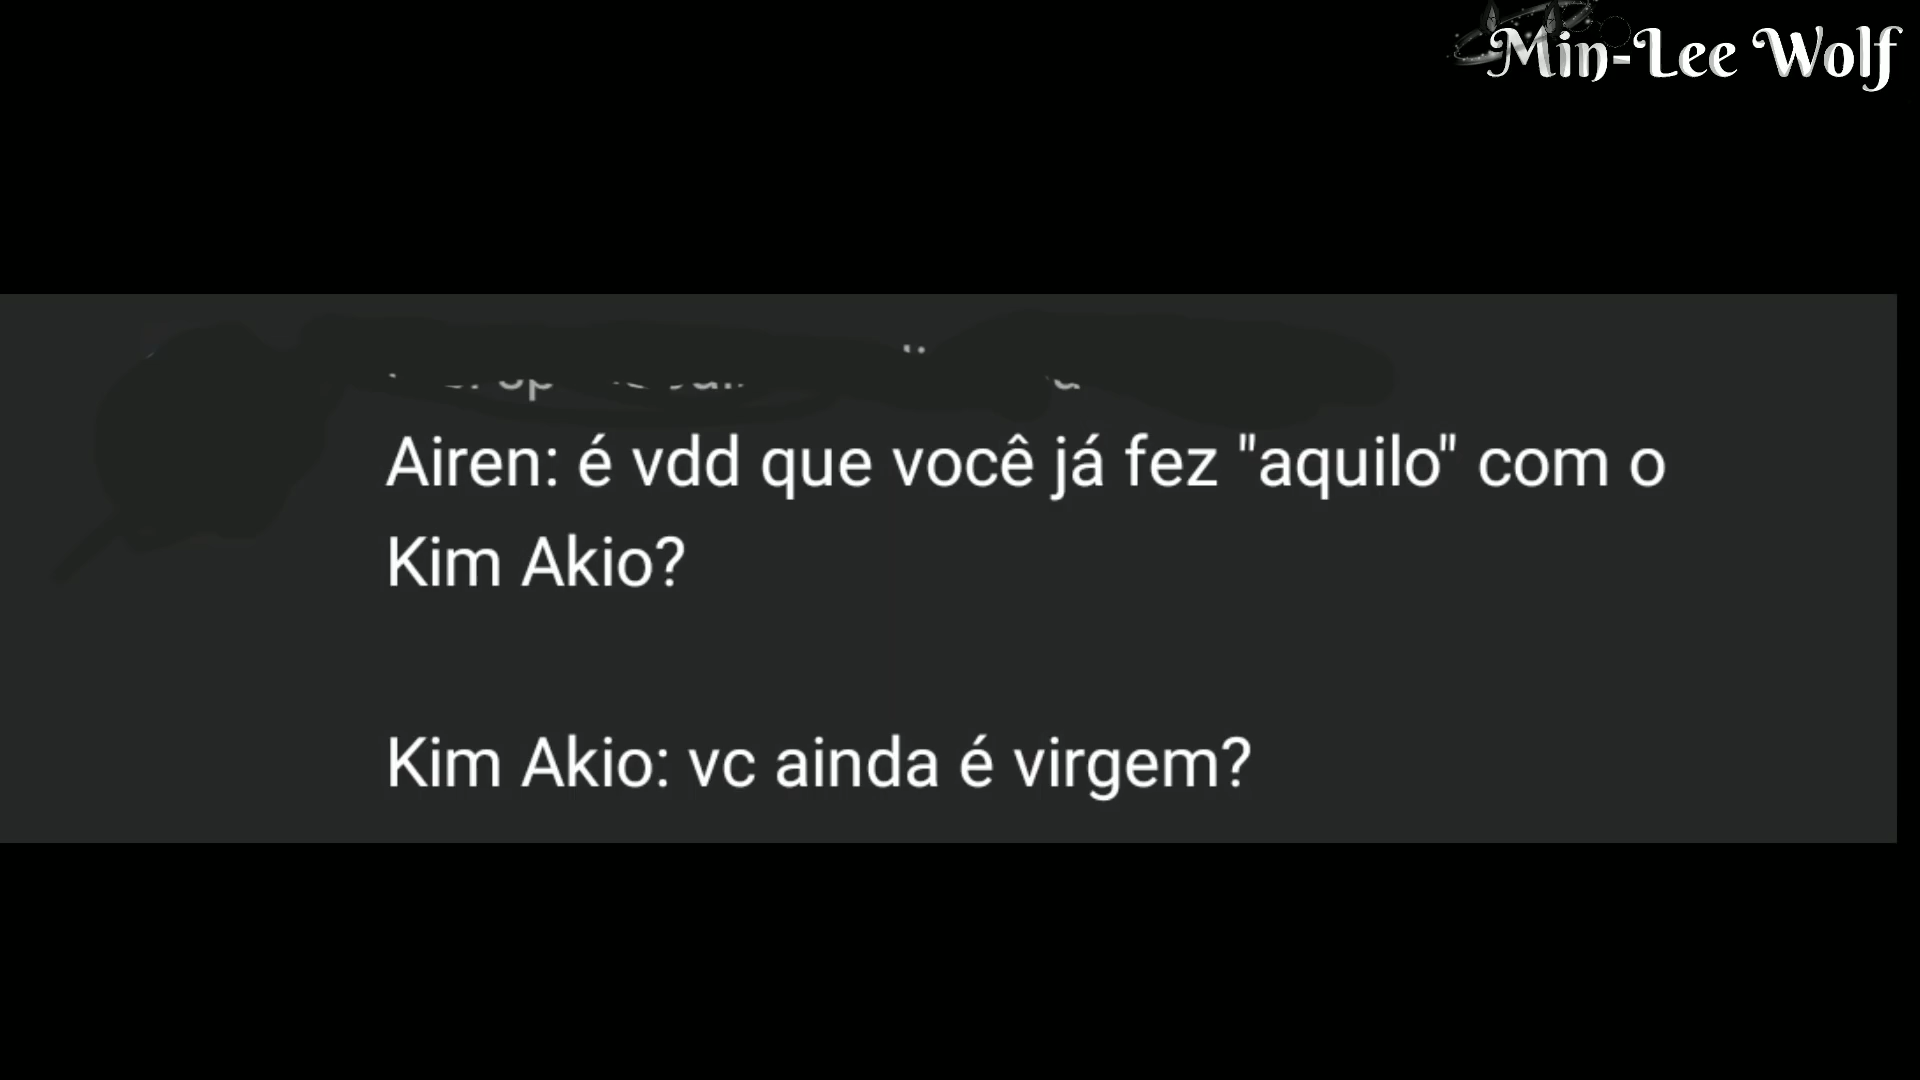 Min-Lee Wolf
Airen: é vdd que você já fez "aquilo" com o
Kim Akio?
Kim Akio: vc ainda é virgem?